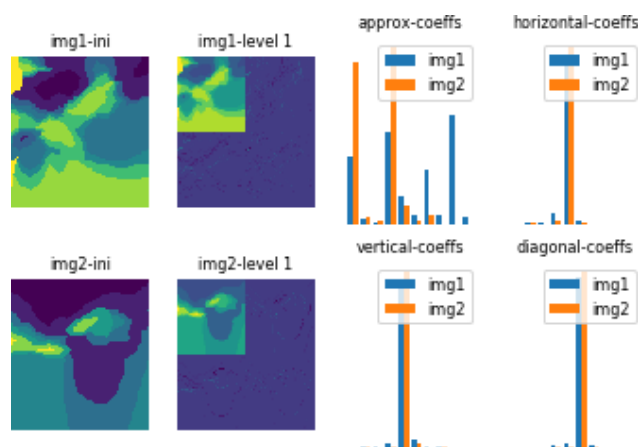 img1-ini
img1-level 1
approx-coeffs
img1
img2
horizontal-coeffs
img1
img2
img2-ini
img2-level 1
vertical-coeffs
img1
img2
diagonal-coeffs
img1
img2